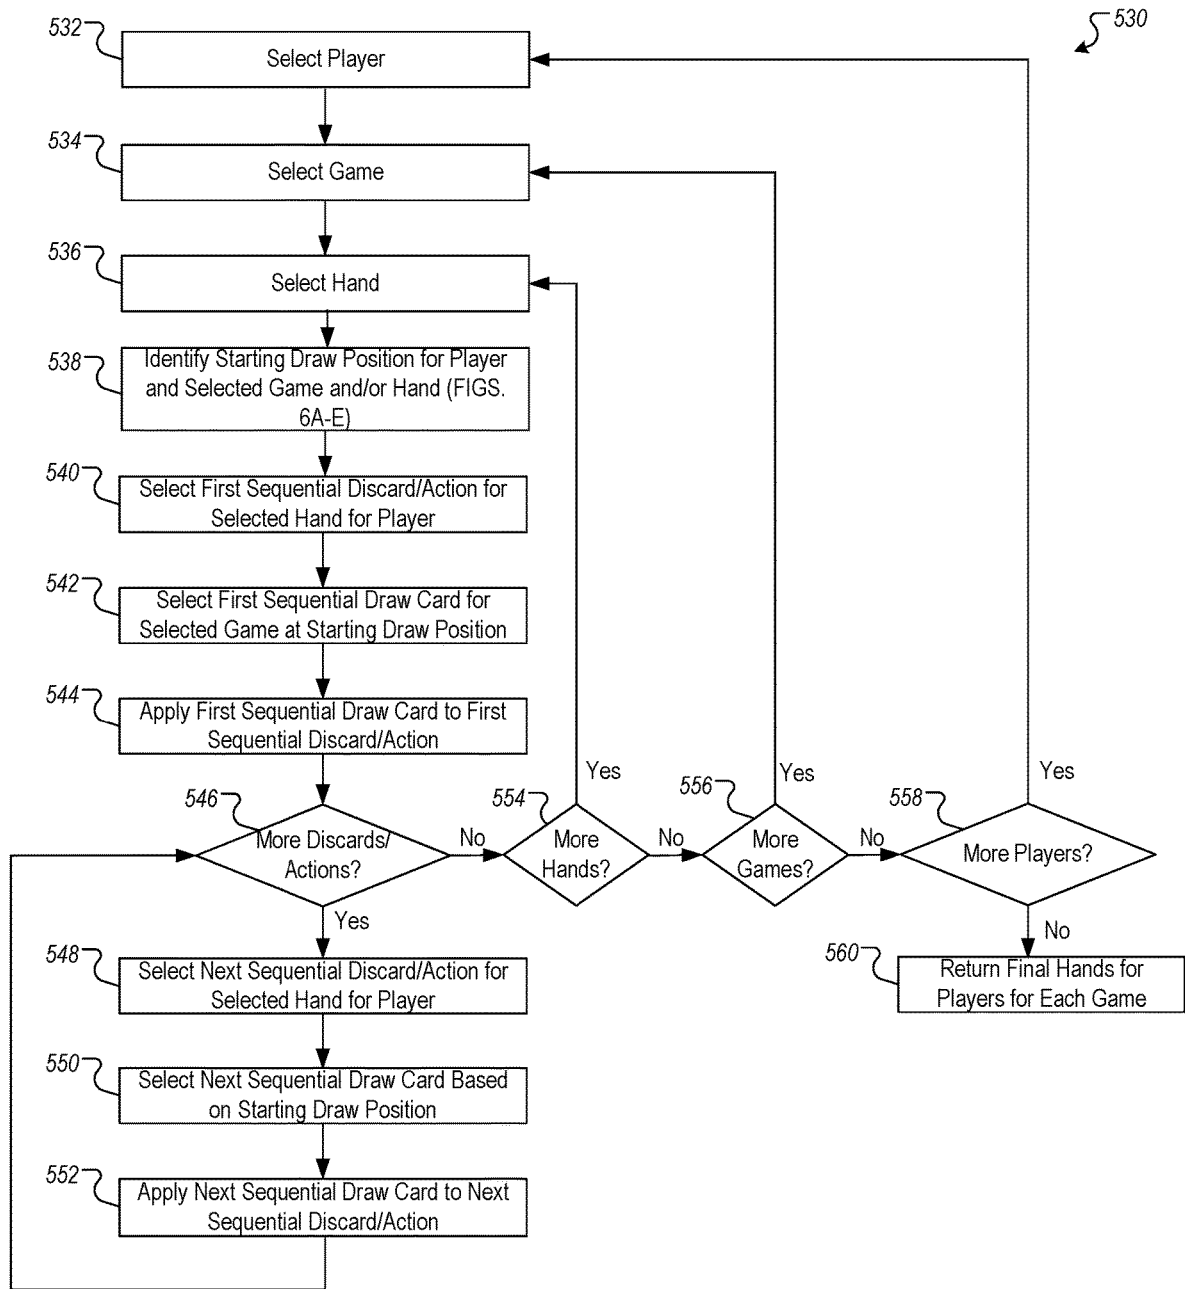 530
532
Select Player
534
Select Game
536
Select Hand
538
Identify Starting Draw Position for Player
and Selected Game and/or Hand (FIGS.
6A-E)
540
Select First Sequential Discard/Action for
Selected Hand for Player
542
Select First Sequential Draw Card for
Selected Game at Starting Draw Position
544
Apply First Sequential Draw Card to First
Sequential Discard/Action
546
More Discards/
Actions?
No
Yes
554
More
Hands?
Yes
No
556
More
Games?
Yes
No
558
More Players?
Yes
No
548
Select Next Sequential Discard/Action for
Selected Hand for Player
560
Return Final Hands for
Players for Each Game
550
Select Next Sequential Draw Card Based
on Starting Draw Position
552
Apply Next Sequential Draw Card to Next
Sequential Discard/Action